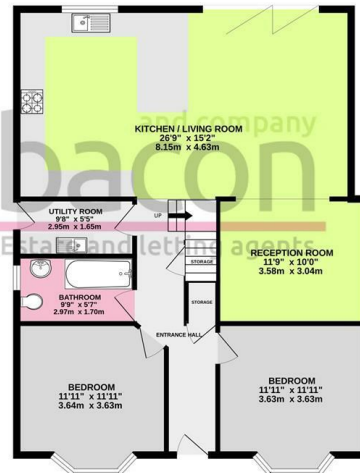 KITCHEN / LIVING ROOM
26'9" x 15'2"
8.15m x 4.63m
and company
bacon
UTILITY ROOM
9'8" x 5'5"
2.95m x 1.65m
UP
Estate and letting agents
STORAGE
RECEPTION ROOM
11'9" x 10'0"
3.58m x 3.04m
BATHROOM
9'9" x 5'7"
2.97m x 1.70m
STORAGE
ENTRANCE HALL
BEDROOM
11'11" x 11'11"
3.64m x 3.63m
BEDROOM
11'11" x 11'11"
3.63m x 3.63m